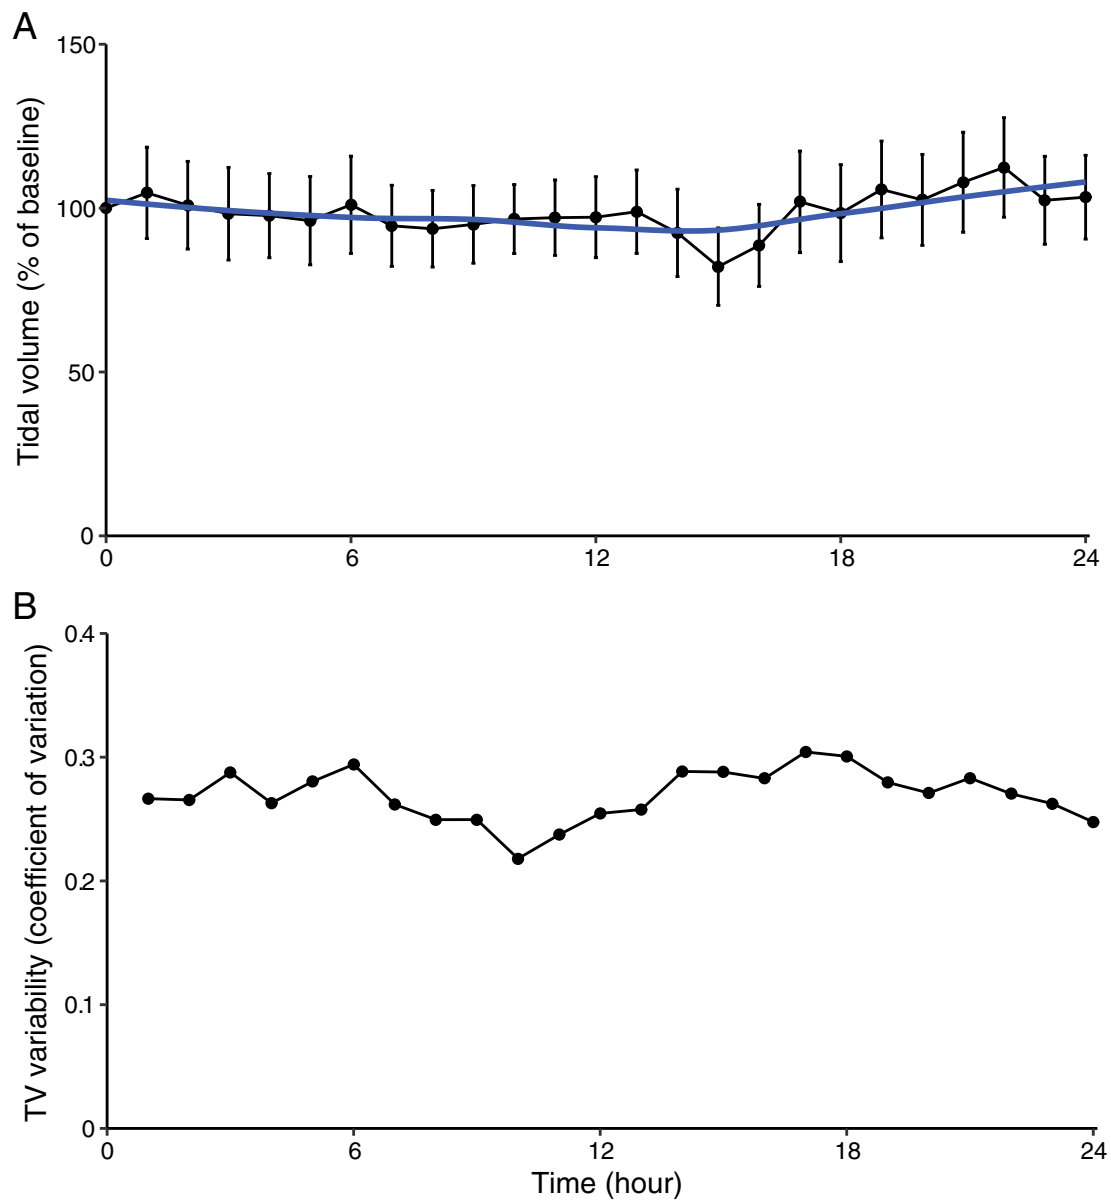 A
Tidal volume (% of baseline)
150
100
50
0
0 6 12 18 24
B
TV variability (coefficient of variation)
0.4
0.3
0.2
0.1
0
0 6 12 18 24
Time (hour)